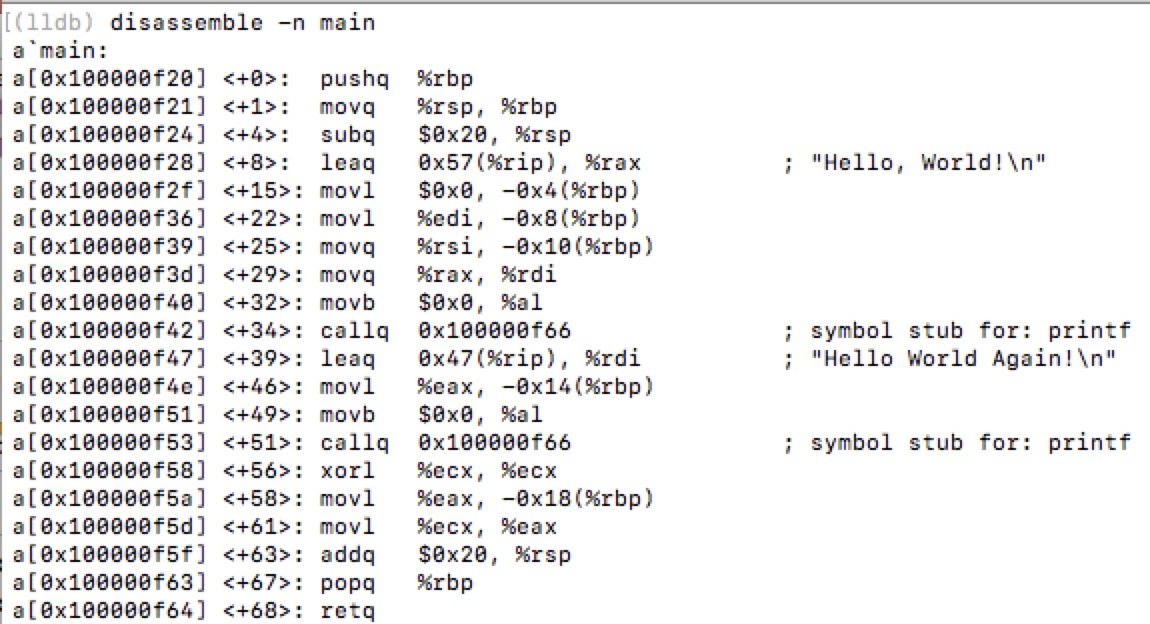 [(lldb) disassemble -n main
a`main:
a[0x100000f20] <+0>:  pushq  %rbp
a[0x100000f21] <+1>:  movq   %rsp, %rbp
a[0x100000f24] <+4>:  subq   $0x20, %rsp
a[0x100000f28] <+8>:  leaq   0x57(%rip), %rax          ; "Hello, World!\n"
a[0x100000f2f] <+15>: movl   $0x0, -0x4(%rbp)
a[0x100000f36] <+22>: movl   %edi, -0x8(%rbp)
a[0x100000f39] <+25>: movq   %rsi, -0x10(%rbp)
a[0x100000f3d] <+29>: movq   %rax, %rdi
a[0x100000f40] <+32>: movb   $0x0, %al
a[0x100000f42] <+34>: callq  0x100000f66               ; symbol stub for: printf
a[0x100000f47] <+39>: leaq   0x47(%rip), %rdi          ; "Hello World Again!\n"
a[0x100000f4e] <+46>: movl   %eax, -0x14(%rbp)
a[0x100000f51] <+49>: movb   $0x0, %al
a[0x100000f53] <+51>: callq  0x100000f66               ; symbol stub for: printf
a[0x100000f58] <+56>: xorl   %ecx, %ecx
a[0x100000f5a] <+58>: movl   %eax, -0x18(%rbp)
a[0x100000f5d] <+61>: movl   %ecx, %eax
a[0x100000f5f] <+63>: addq   $0x20, %rsp
a[0x100000f63] <+67>: popq   %rbp
a[0x100000f64] <+68>: retq